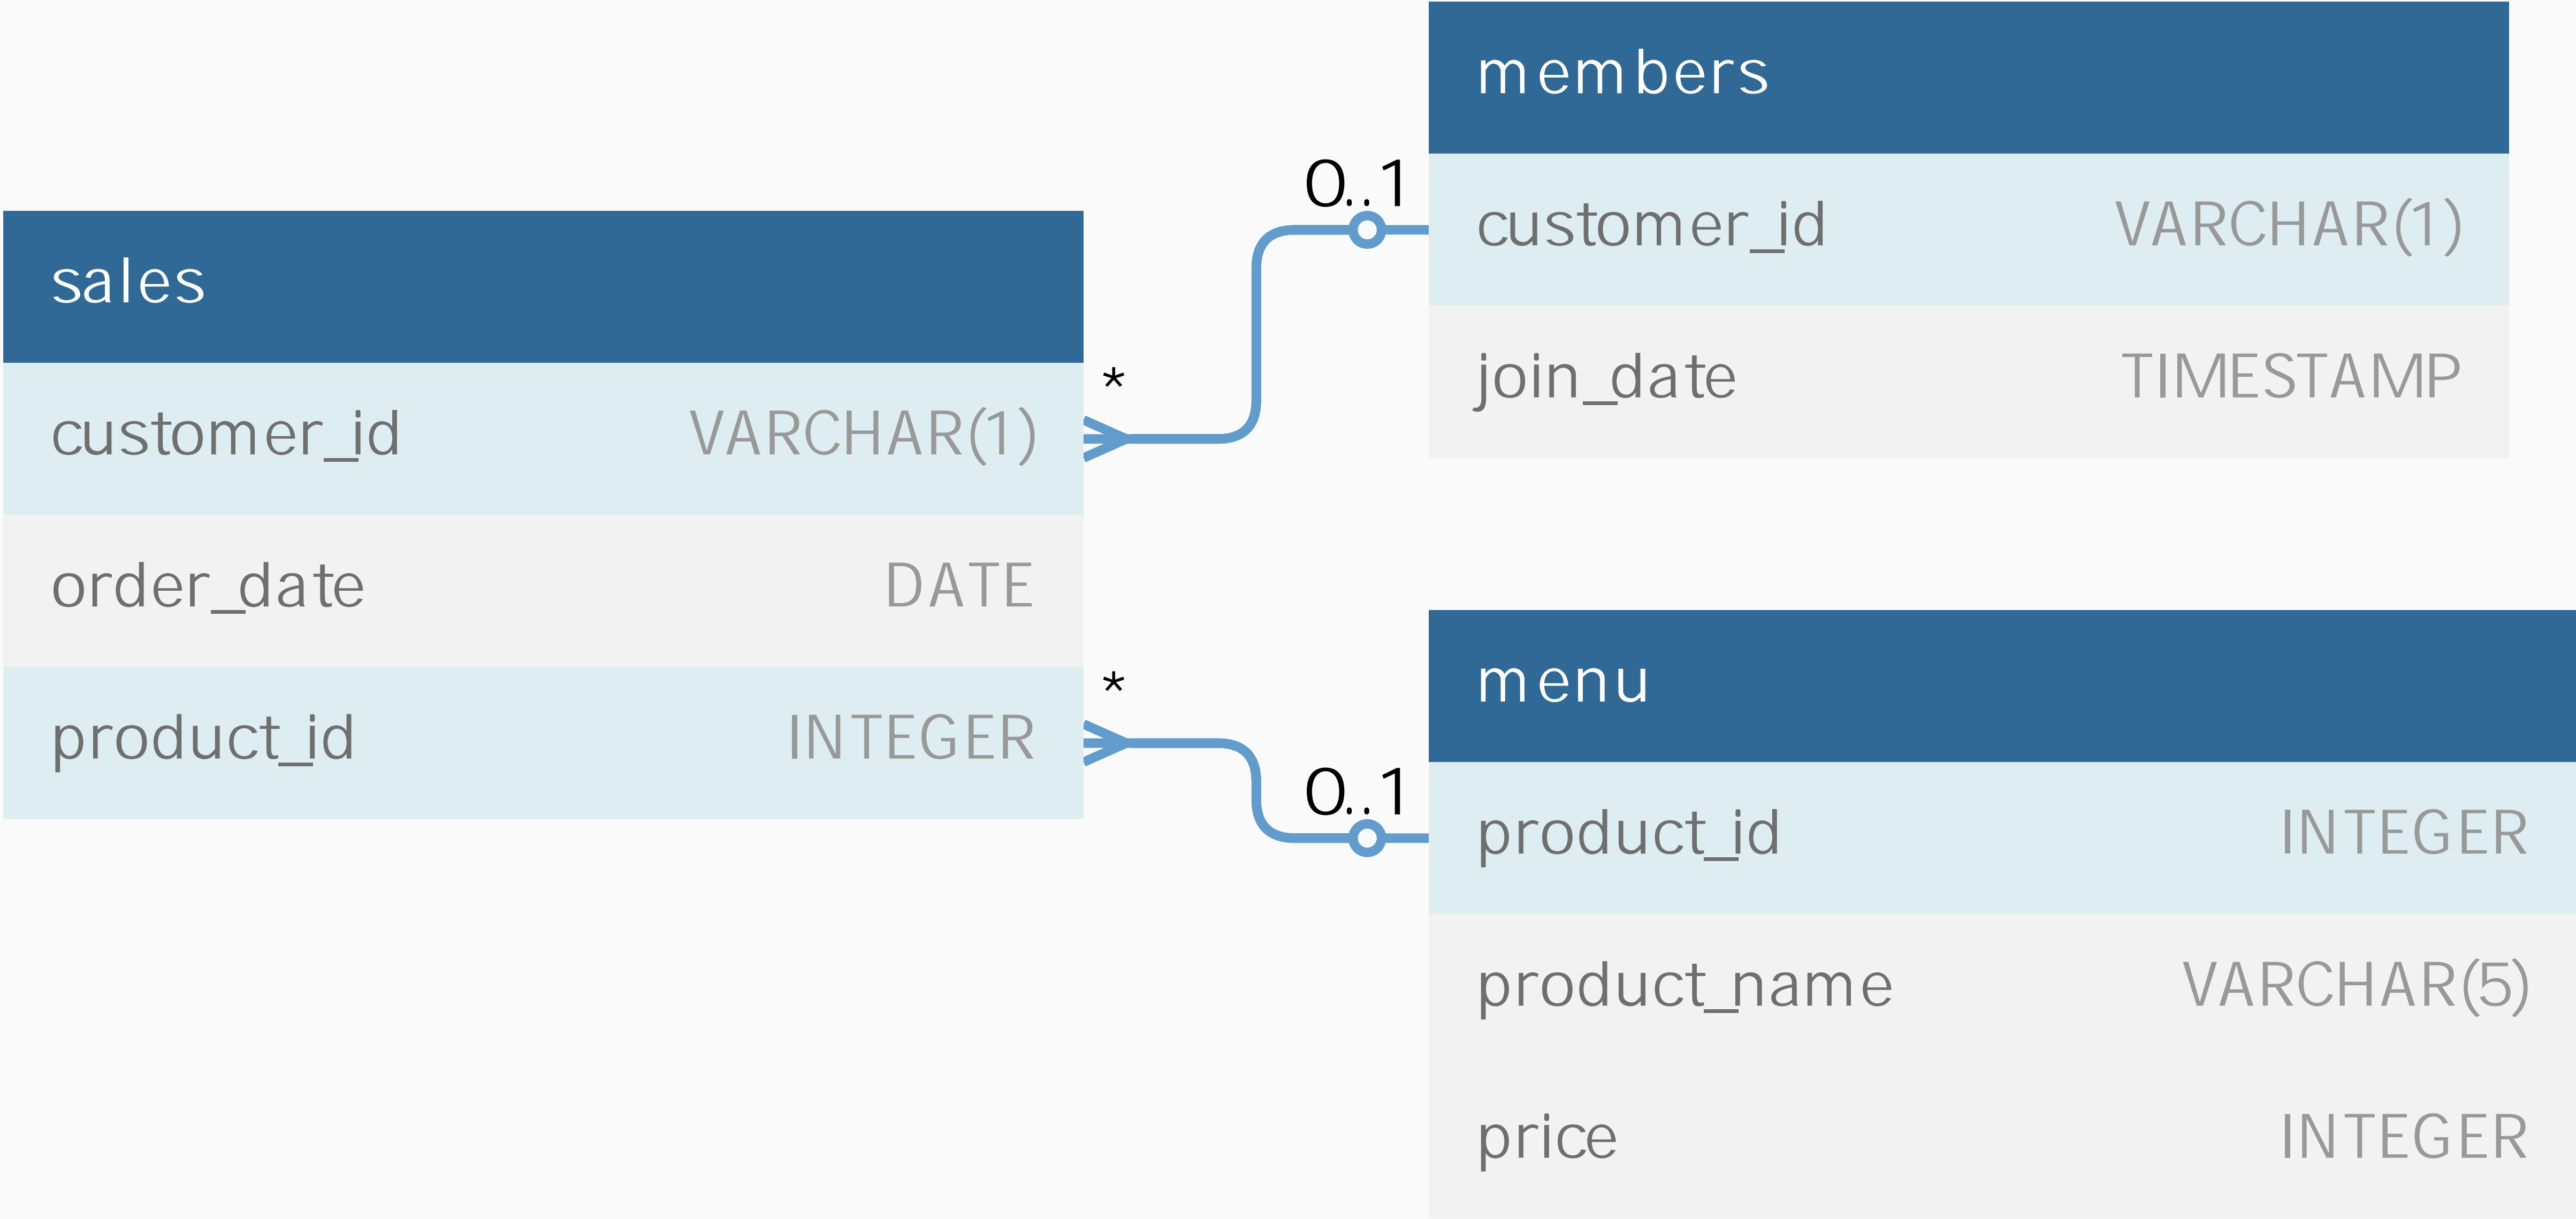 sales
customer_id VARCHAR(1)
order_date DATE
product_id INTEGER
*
0..1
*
0..1
members
customer_id VARCHAR(1)
join_date TIMESTAMP
menu
product_id INTEGER
product_name VARCHAR(5)
price INTEGER